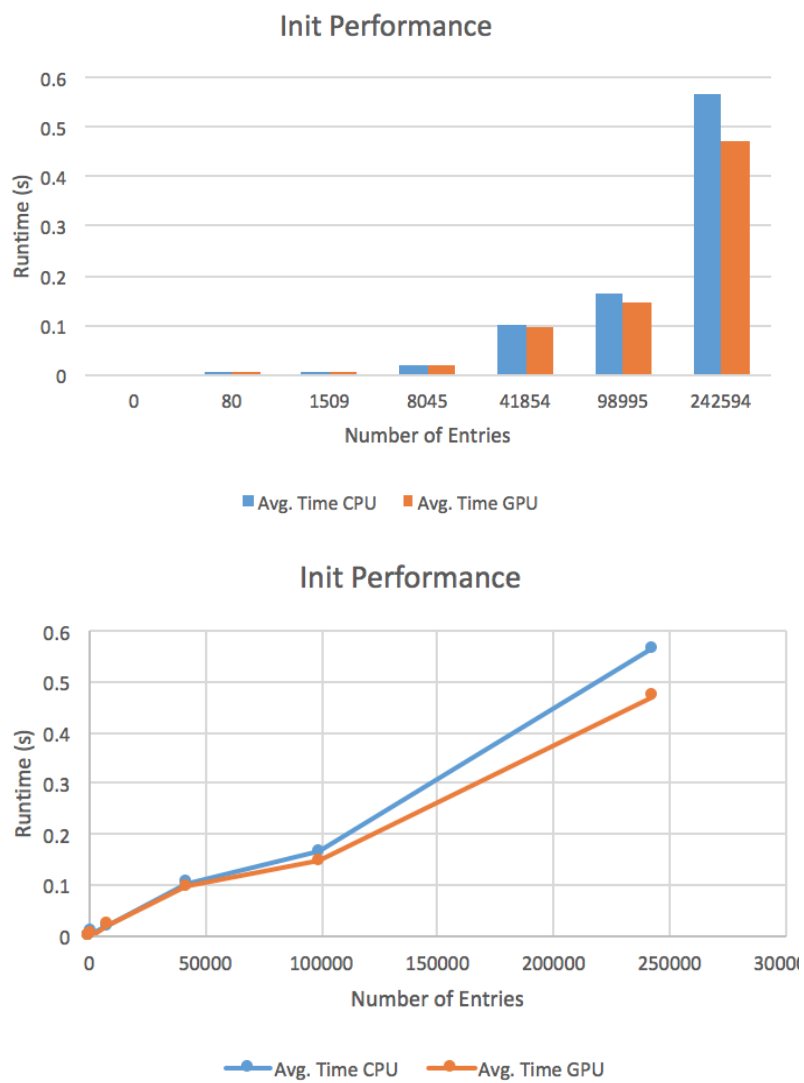 Init Performance
0.6
0.5
0.4
0.3
0.2
0.1
0
Runtime (s)
0 80 1509 8045 41854 98995 242594
Number of Entries
Avg. Time CPU Avg. Time GPU
Init Performance
0.6
0.5
0.4
0.3
0.2
0.1
0
Runtime (s)
0 50000 100000 150000 200000 250000 30000
Number of Entries
Avg. Time CPU Avg. Time GPU